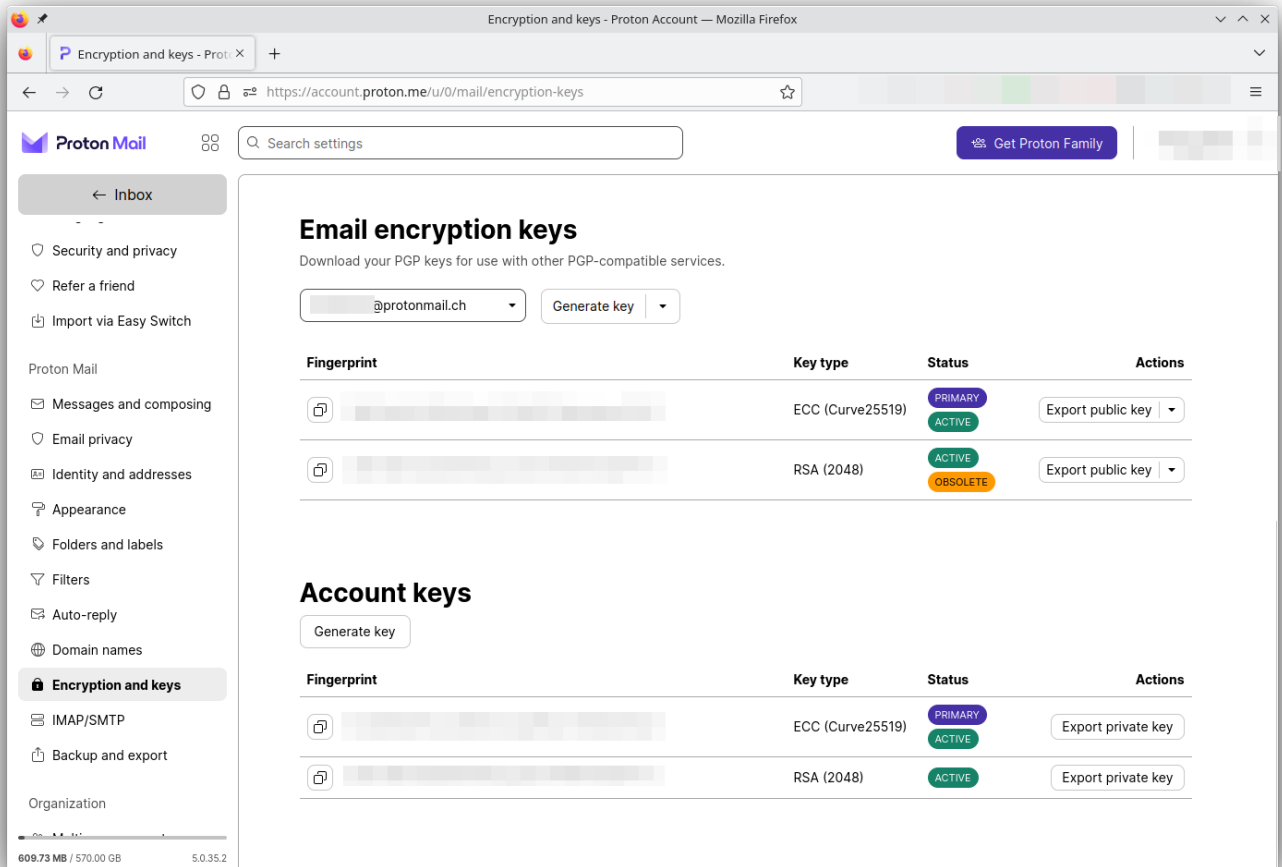 Encryption and keys - Proton Account — Mozilla Firefox
Encryption and keys - Prot
https://account.proton.me/u/0/mail/encryption-keys
Proton Mail
Search settings
Get Proton Family
← Inbox
Security and privacy
Refer a friend
Import via Easy Switch
Proton Mail
Messages and composing
Email privacy
Identity and addresses
Appearance
Folders and labels
Filters
Auto-reply
Domain names
Encryption and keys
IMAP/SMTP
Backup and export
Organization
609.73 MB / 570.00 GB 5.0.35.2
Email encryption keys
Download your PGP keys for use with other PGP-compatible services.
@protonmail.ch Generate key
Fingerprint Key type Status Actions
ECC (Curve25519) PRIMARY ACTIVE Export public key
RSA (2048) ACTIVE OBSOLETE Export public key
Account keys
Generate key
Fingerprint Key type Status Actions
ECC (Curve25519) PRIMARY ACTIVE Export private key
RSA (2048) ACTIVE Export private key